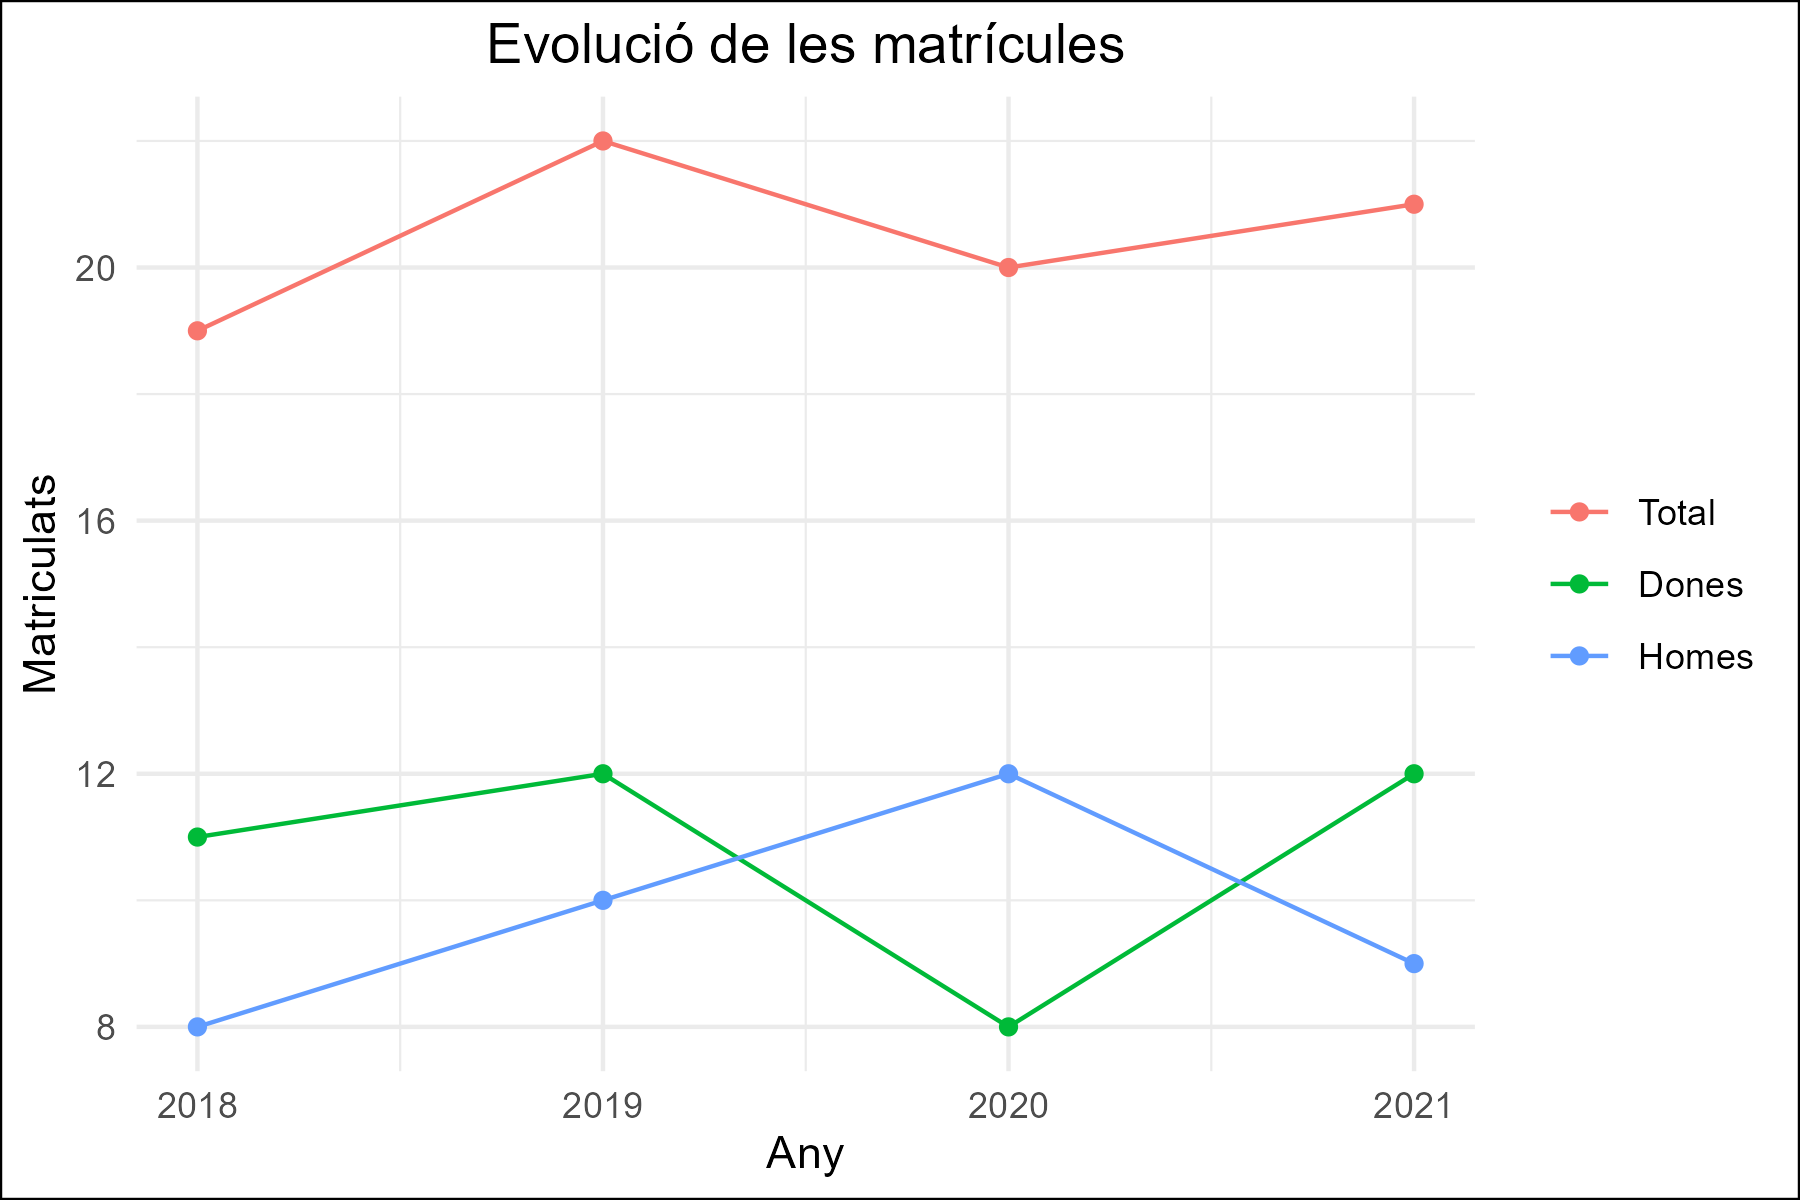 Evolució de les matrícules
Matriculats
20
16
12
8
2018
2019
2020
2021
Any
Total
Dones
Homes